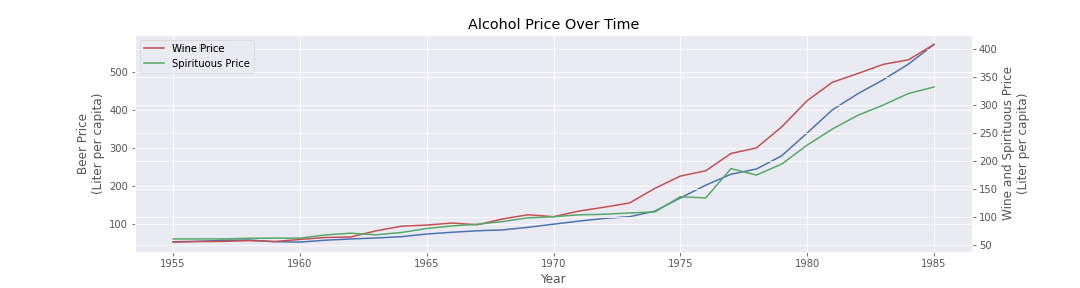 Alcohol Price Over Time
Wine Price
Spirituous Price
Beer Price
(Liter per capita)
500
400
300
200
100
400
350
300
250
200
150
100
50
Wine and Spirituous Price
(Liter per capita)
1955 1960 1965 1970 1975 1980 1985
Year